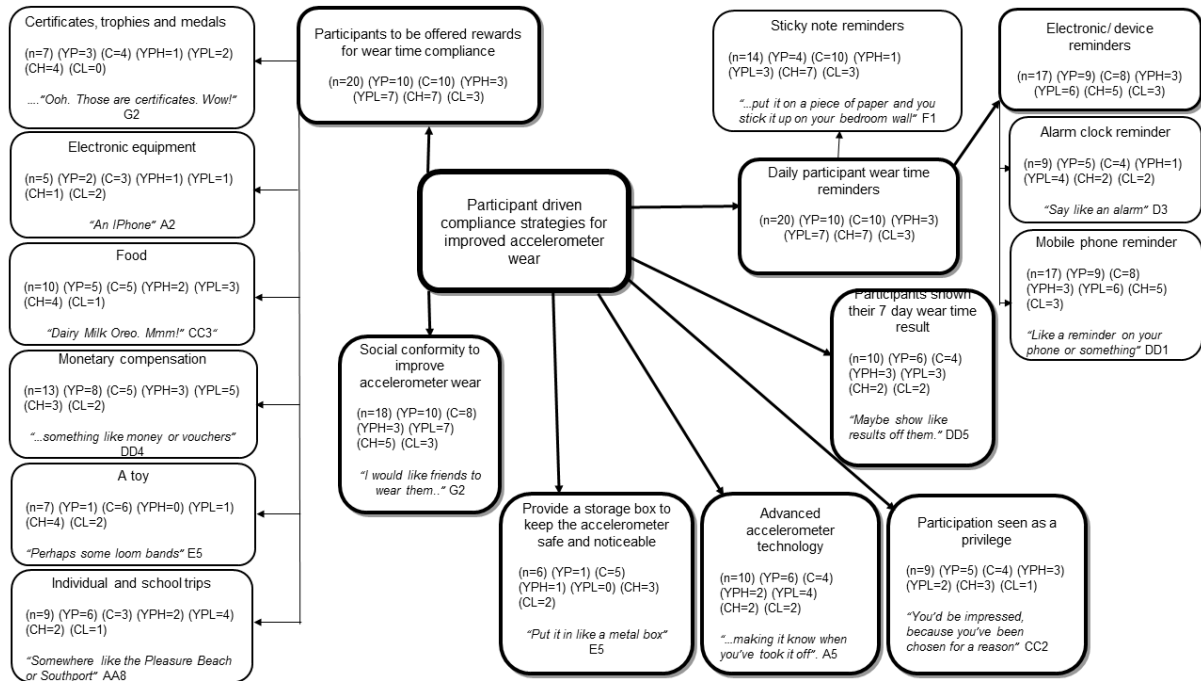 Certificates, trophies and medals
(n=7) (YP=3) (C=4) (YPH=1) (YPL=2)
(CH=4) (CL=0)
...."Ooh. Those are certificates. Wow!"
G2
Electronic equipment
(n=5) (YP=2) (C=3) (YPH=1) (YPL=1)
(CH=1) (CL=2)
"An IPhone" A2
Food
(n=10) (YP=5) (C=5) (YPH=2) (YPL=3)
(CH=4) (CL=1)
"Dairy Milk Oreo. Mmm!" CC3"
Monetary compensation
(n=13) (YP=8) (C=5) (YPH=3) (YPL=5)
(CH=3) (CL=2)
"...something like money or vouchers"
DD4
A toy
(n=7) (YP=1) (C=6) (YPH=0) (YPL=1)
(CH=4) (CL=2)
"Perhaps some loom bands" E5
Individual and school trips
(n=9) (YP=6) (C=3) (YPH=2) (YPL=4)
(CH=2) (CL=1)
"Somewhere like the Pleasure Beach
or Southport" AA8
Participants to be offered rewards
for wear time compliance
(n=20) (YP=10) (C=10) (YPH=3)
(YPL=7) (CH=7) (CL=3)
Participant driven
compliance strategies for
improved accelerometer
wear
Social conformity to
improve
accelerometer wear
(n=18) (YP=10) (C=8)
(YPH=3) (YPL=7)
(CH=5) (CL=3)
"I would like friends to
wear them.." G2
Provide a storage box to
keep the accelerometer
safe and noticeable
(n=6) (YP=1) (C=5)
(YPH=1) (YPL=0) (CH=3)
(CL=2)
"Put it in like a metal box"
E5
Advanced
accelerometer
technology
(n=10) (YP=6) (C=4)
(YPH=2) (YPL=4)
(CH=2) (CL=2)
"...making it know when
you've took it off". A5
Participation seen as a
privilege
(n=9) (YP=5) (C=4) (YPH=3)
(YPL=2) (CH=3) (CL=1)
"You'd be impressed,
because you've been
chosen for a reason" CC2
Participants shown
their 7 day wear time
result
(n=10) (YP=6) (C=4)
(YPH=3) (YPL=3)
(CH=2) (CL=2)
"Maybe show like
results off them." DD5
Daily participant wear time
reminders
(n=20) (YP=10) (C=10) (YPH=3)
(YPL=7) (CH=7) (CL=3)
Sticky note reminders
(n=14) (YP=4) (C=10) (YPH=1)
(YPL=3) (CH=7) (CL=3)
"...put it on a piece of paper and you
stick it up on your bedroom wall" F1
Electronic/ device
reminders
(n=17) (YP=9) (C=8) (YPH=3)
(YPL=6) (CH=5) (CL=3)
Alarm clock reminder
(n=9) (YP=5) (C=4) (YPH=1)
(YPL=4) (CH=2) (CL=2)
"Say like an alarm" D3
Mobile phone reminder
(n=17) (YP=9) (C=8)
(YPH=3) (YPL=6) (CH=5)
(CL=3)
"Like a reminder on your
phone or something" DD1